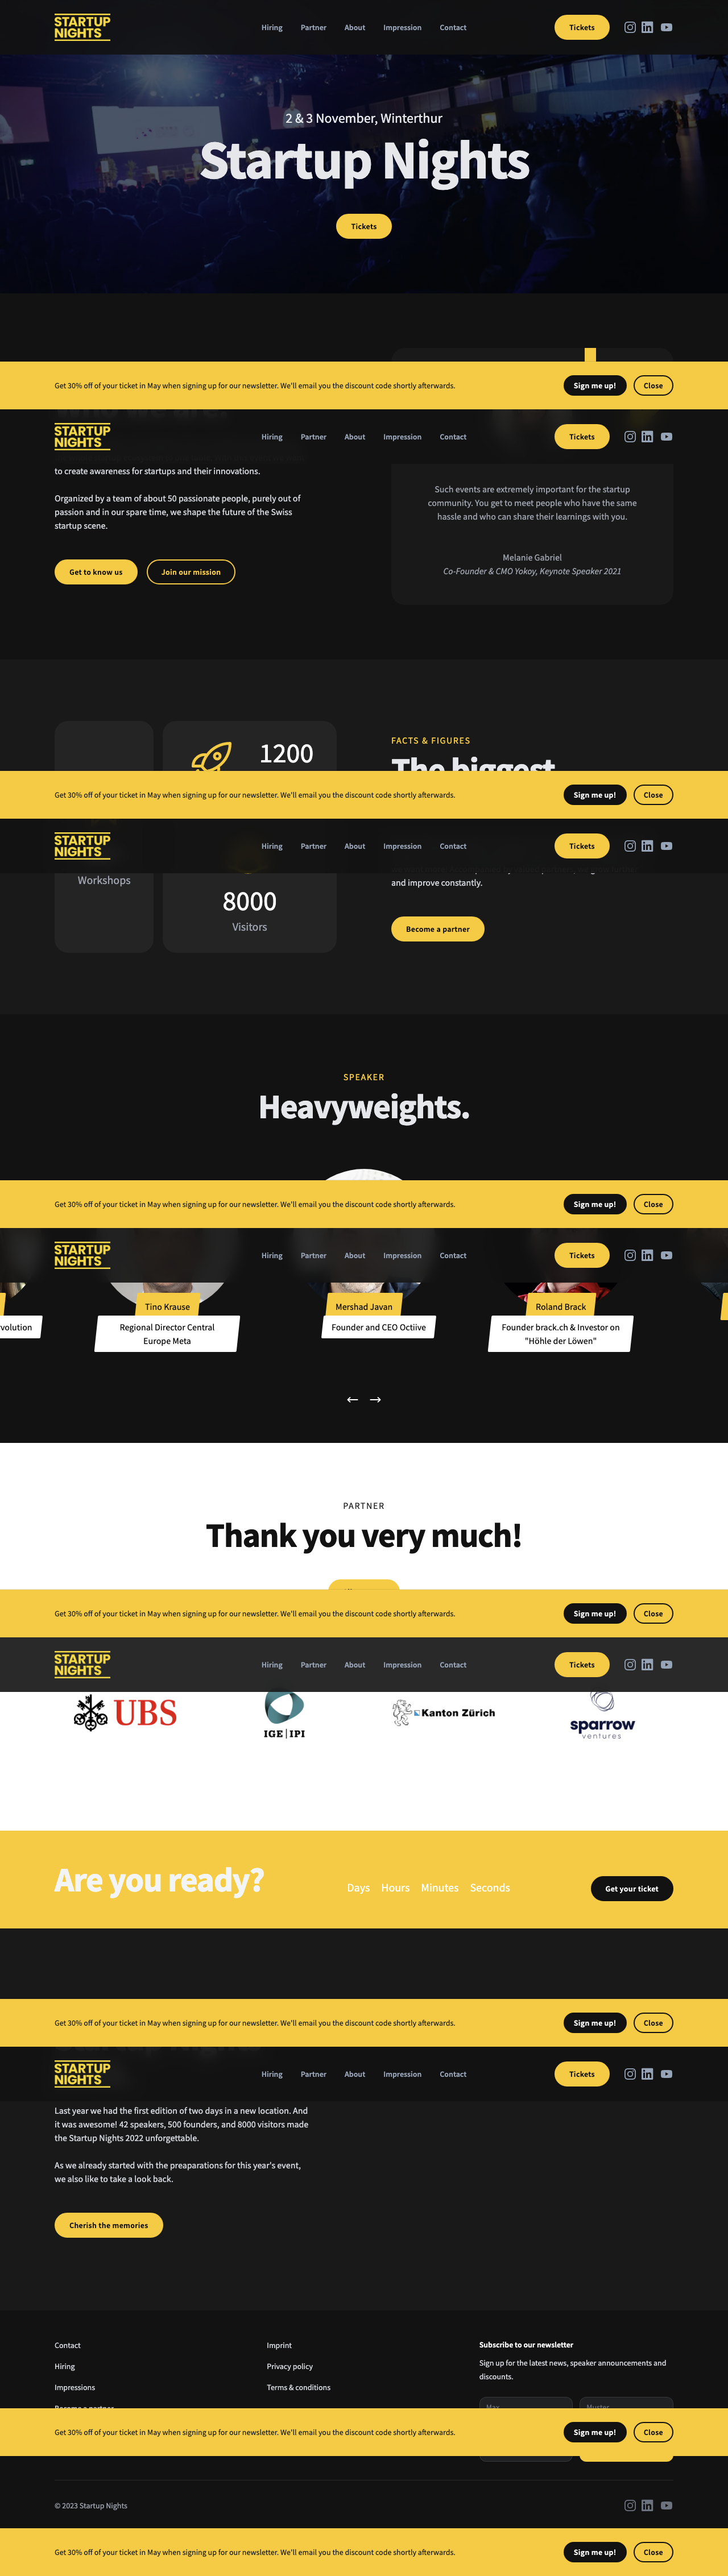 STARTUP
NIGHTS
Hiring Partner About Impression Contact
Tickets
2 & 3 November, Winterthur
Startup Nights
Tickets
Get 30% off of your ticket in May when signing up for our newsletter. We'll email you the discount code shortly afterwards.
Sign me up!
Close
STARTUP
NIGHTS
Hiring Partner About Impression Contact
Tickets
to create awareness for startups and their innovations.
Organized by a team of about 50 passionate people, purely out of
passion and in our spare time, we shape the future of the Swiss
startup scene.
Get to know us
Join our mission
Such events are extremely important for the startup
community. You get to meet people who have the same
hassle and who can share their learnings with you.
Melanie Gabriel
Co-Founder & CMO Yokoy, Keynote Speaker 2021
1200
FACTS & FIGURES
The biggest
Get 30% off of your ticket in May when signing up for our newsletter. We'll email you the discount code shortly afterwards.
Sign me up!
Close
STARTUP
NIGHTS
Hiring Partner About Impression Contact
Tickets
Workshops
8000
Visitors
and improve constantly.
Become a partner
SPEAKER
Heavyweights.
Get 30% off of your ticket in May when signing up for our newsletter. We'll email you the discount code shortly afterwards.
Sign me up!
Close
STARTUP
NIGHTS
Hiring Partner About Impression Contact
Tickets
volution
Tino Krause
Regional Director Central
Europe Meta
Mershad Javan
Founder and CEO Octiive
Roland Brack
Founder brack.ch & Investor on
"Höhle der Löwen"
PARTNER
Thank you very much!
Get 30% off of your ticket in May when signing up for our newsletter. We'll email you the discount code shortly afterwards.
Sign me up!
Close
STARTUP
NIGHTS
Hiring Partner About Impression Contact
Tickets
UBS
IGE | IPI
Kanton Zürich
sparrow
ventures
Are you ready?
Days Hours Minutes Seconds
Get your ticket
Get 30% off of your ticket in May when signing up for our newsletter. We'll email you the discount code shortly afterwards.
Sign me up!
Close
STARTUP
NIGHTS
Hiring Partner About Impression Contact
Tickets
Last year we had the first edition of two days in a new location. And
it was awesome! 42 speakers, 500 founders, and 8000 visitors made
the Startup Nights 2022 unforgettable.
As we already started with the preaparations for this year's event,
we also like to take a look back.
Cherish the memories
Contact
Hiring
Impressions
Imprint
Privacy policy
Terms & conditions
Subscribe to our newsletter
Sign up for the latest news, speaker announcements and
discounts.
Get 30% off of your ticket in May when signing up for our newsletter. We'll email you the discount code shortly afterwards.
Sign me up!
Close
© 2023 Startup Nights
Get 30% off of your ticket in May when signing up for our newsletter. We'll email you the discount code shortly afterwards.
Sign me up!
Close